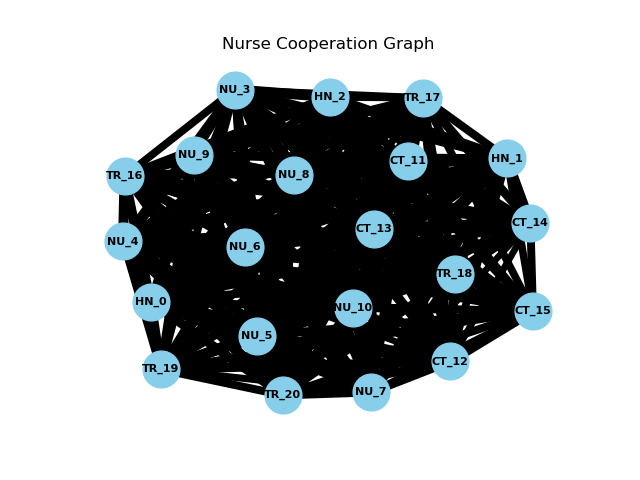 Nurse Cooperation Graph
NU_3
HN_2
TR_17
NU_9
CT_11
HN_1
TR_16
NU_8
CT_14
CT_13
NU_4
NU_6
TR_18
HN_0
NU_10
CT_15
NU_5
CT_12
TR_19
TR_20
NU_7